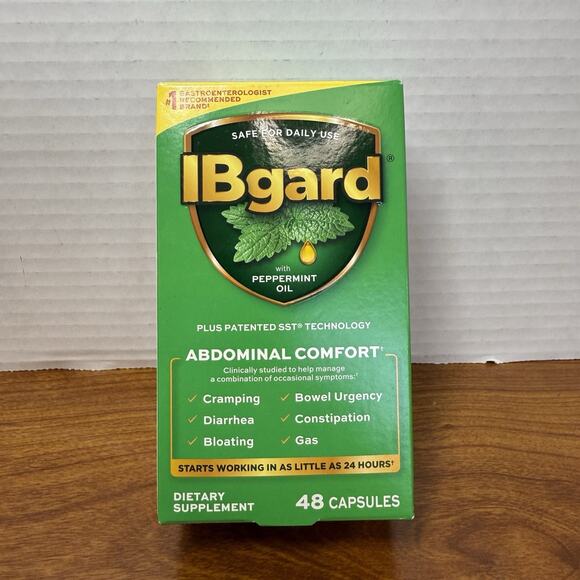 #1 GASTROENTEROLOGIST
RECOMMENDED
BRAND†
SAFE FOR DAILY USE
IBgard®
with
PEPPERMINT
OIL
PLUS PATENTED SST® TECHNOLOGY
ABDOMINAL COMFORT†
Clinically studied to help manage
a combination of occasional symptoms:†
✓ Cramping ✓ Bowel Urgency
✓ Diarrhea ✓ Constipation
✓ Bloating ✓ Gas
STARTS WORKING IN AS LITTLE AS 24 HOURS†
DIETARY
SUPPLEMENT
48 CAPSULES